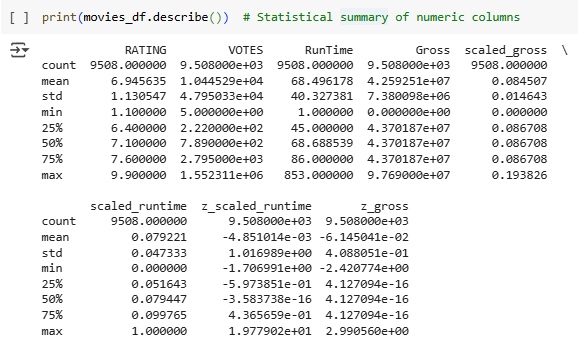 [ ] print(movies_df.describe())  # Statistical summary of numeric columns
RATING VOTES RunTime Gross scaled_gross \
count 9508.000000 9.508000e+03 9508.000000 9.508000e+03 9508.000000
mean 6.945635 1.044529e+04 68.496178 4.259251e+07 0.084507
std 1.130547 4.795033e+04 40.327381 7.380098e+06 0.014643
min 1.100000 5.000000e+00 1.000000 0.000000e+00 0.000000
25% 6.400000 2.220000e+02 45.000000 4.370187e+07 0.086708
50% 7.100000 7.890000e+02 68.688539 4.370187e+07 0.086708
75% 7.600000 2.795000e+03 86.000000 4.370187e+07 0.086708
max 9.900000 1.552311e+06 853.000000 9.769000e+07 0.193826
scaled_runtime z_scaled_runtime z_gross
count 9508.000000 9.508000e+03 9.508000e+03
mean 0.079221 -4.851014e-03 -6.145041e-02
std 0.047333 1.016989e+00 4.088051e-01
min 0.000000 -1.706991e+00 -2.420774e+00
25% 0.051643 -5.973851e-01 4.127094e-16
50% 0.079447 -3.583738e-16 4.127094e-16
75% 0.099765 4.365659e-01 4.127094e-16
max 1.000000 1.977902e+01 2.990560e+00